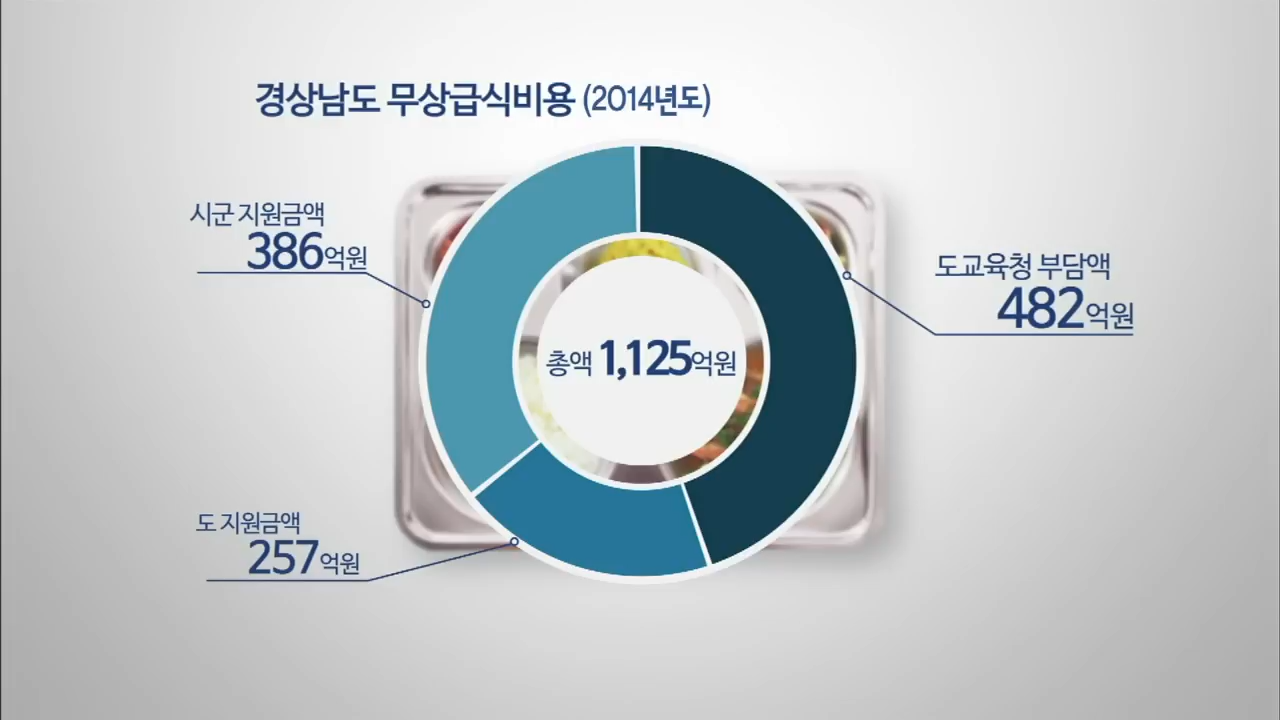 경상남도 무상급식비용 (2014년도)
시군 지원금액
386억원
도교육청 부담액
482억원
총액 1,125억원
도 지원금액
257억원